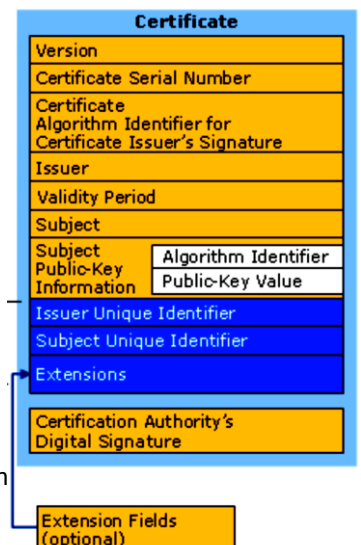 Certificate
Version
Certificate Serial Number
Certificate
Algorithm Identifier for
Certificate Issuer's Signature
Issuer
Validity Period
Subject
Subject
Public-Key
Information
Algorithm Identifier
Public-Key Value
Issuer Unique Identifier
Subject Unique Identifier
Extensions
Certification Authority's
Digital Signature
Extension Fields
(optional)